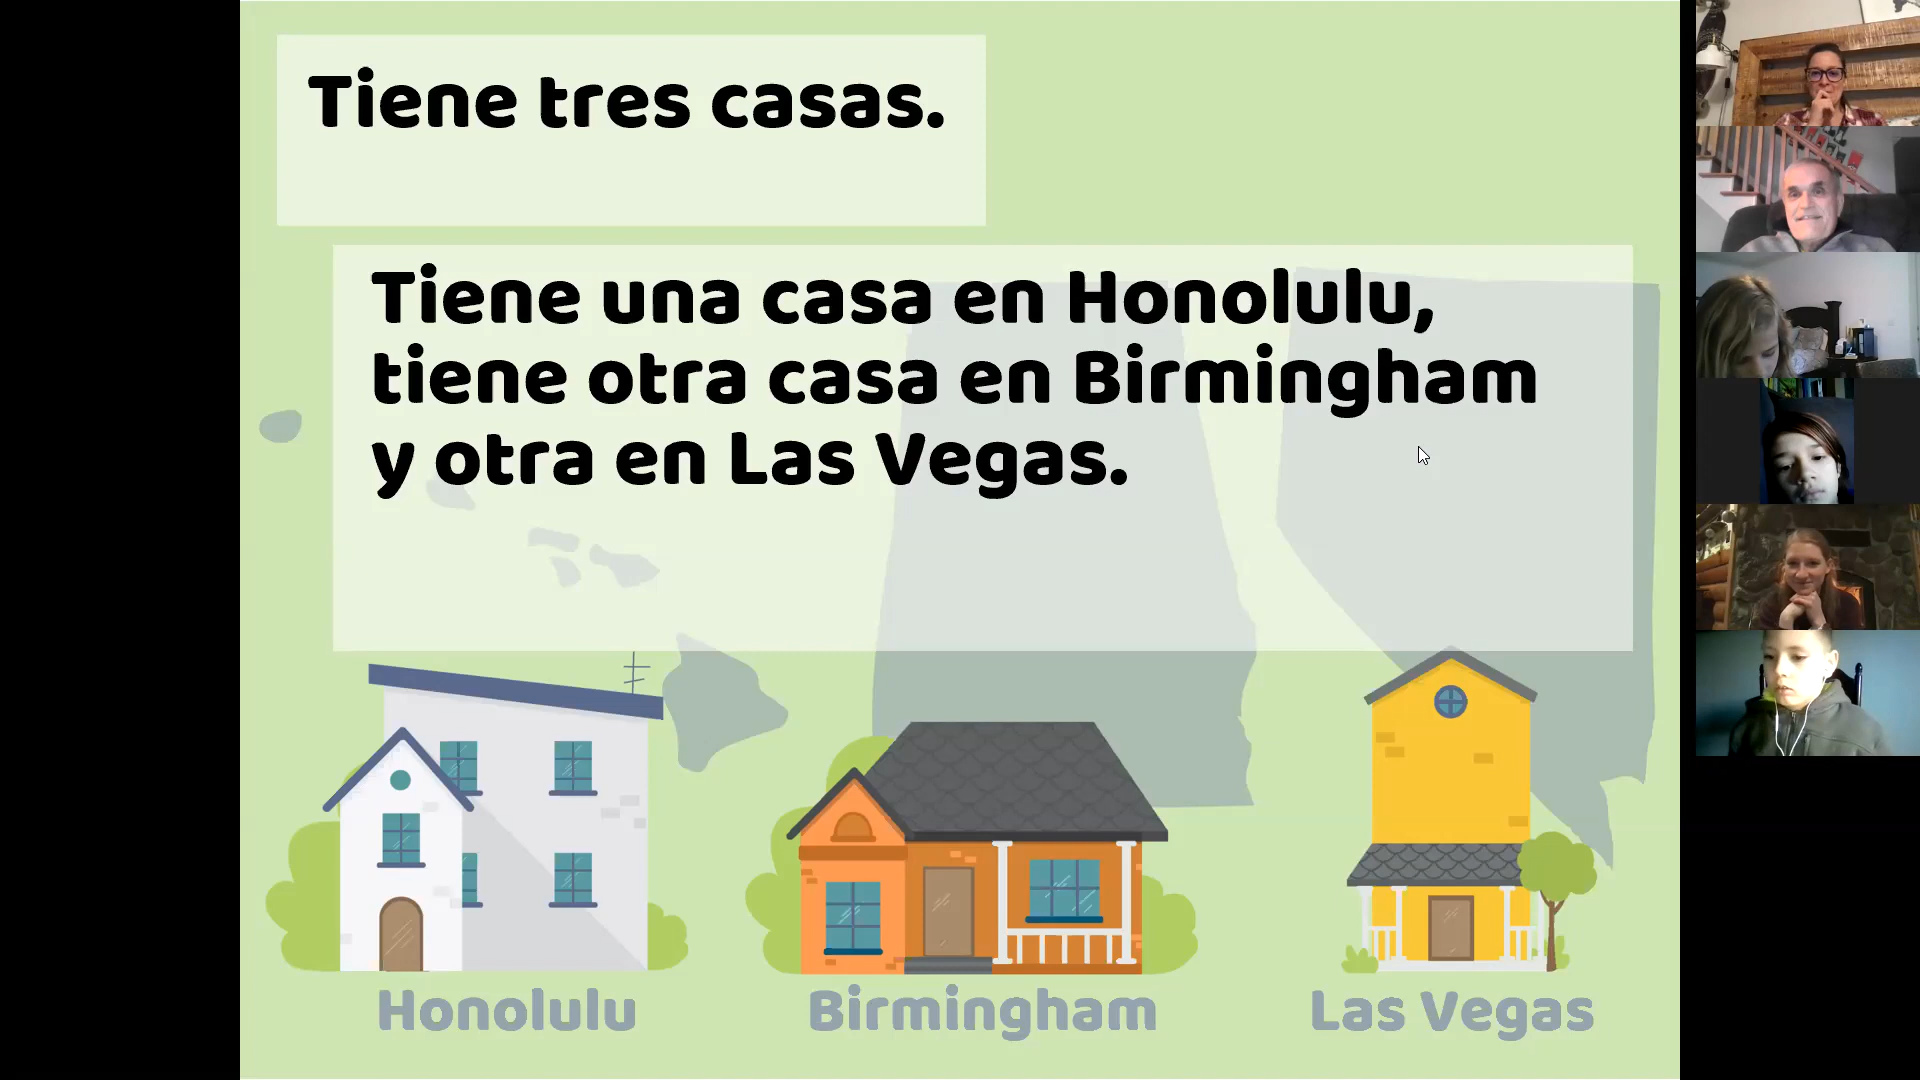 Tiene tres casas.
Tiene una casa en Honolulu,
tiene otra casa en Birmingham
y otra en Las Vegas.
Honolulu
Birmingham
Las Vegas